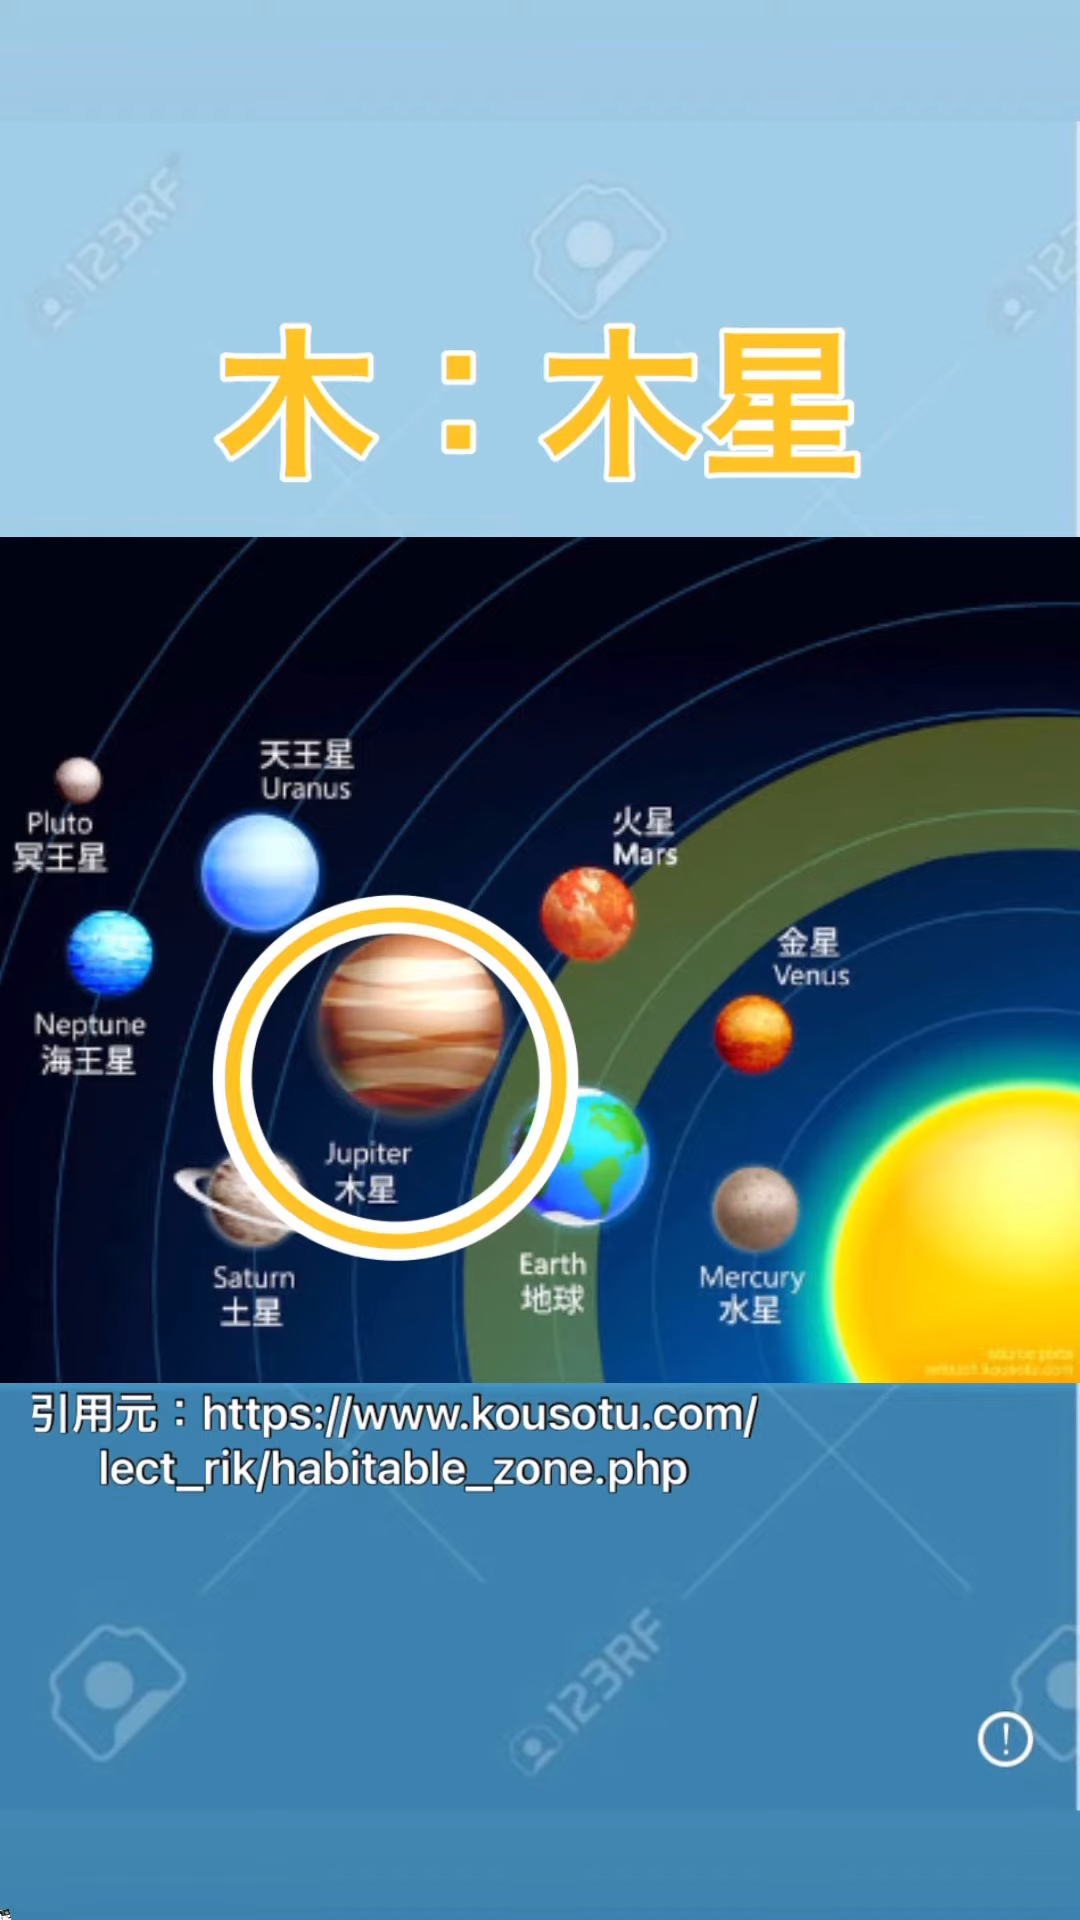 123RF
木：木星
天王星
Uranus
Pluto
冥王星
火星
Mars
金星
Venus
Neptune
海王星
Jupiter
木星
Saturn
土星
Earth
地球
Mercury
水星
引用元：https://www.kousotu.com/
lect_rik/habitable_zone.php
123RF